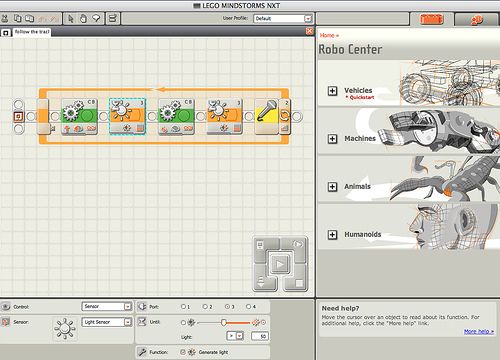 LEGO MINDSTORMS NXT
User Profile: Default
follow the tract
C B
3
C B
3
2
Home »
Robo Center
Vehicles
* Quickstart
Machines
Animals
Humanoids
Control: Sensor
Sensor: Light Sensor
Port: 1 2 3 4
Until:
Light: > 50
Function: Generate light
Need help?
Move the cursor over an object to read about its function. For
additional help, click the "More help" link.
More help »